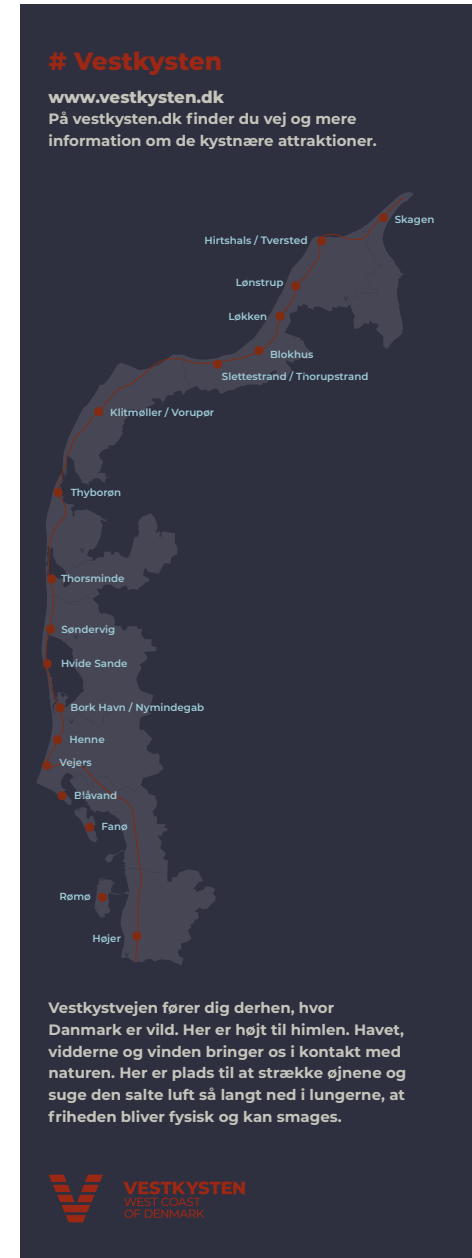 # Vestkysten
www.vestkysten.dk
På vestkysten.dk finder du vej og mere
information om de kystnære attraktioner.
Skagen
Hirtshals / Tversted
Lønstrup
Løkken
Blokhus
Slettestrand / Thorupstrand
Klitmøller / Vorupør
Thyborøn
Thorsminde
Søndervig
Hvide Sande
Bork Havn / Nymindegab
Henne
Vejers
Blåvand
Fanø
Rømø
Højer
Vestkystvejen fører dig derhen, hvor
Danmark er vild. Her er højt til himlen. Havet,
vidderne og vinden bringer os i kontakt med
naturen. Her er plads til at strække øjnene og
suge den salte luft så langt ned i lungerne, at
friheden bliver fysisk og kan smages.
VESTKYSTEN
WEST COAST
OF DENMARK